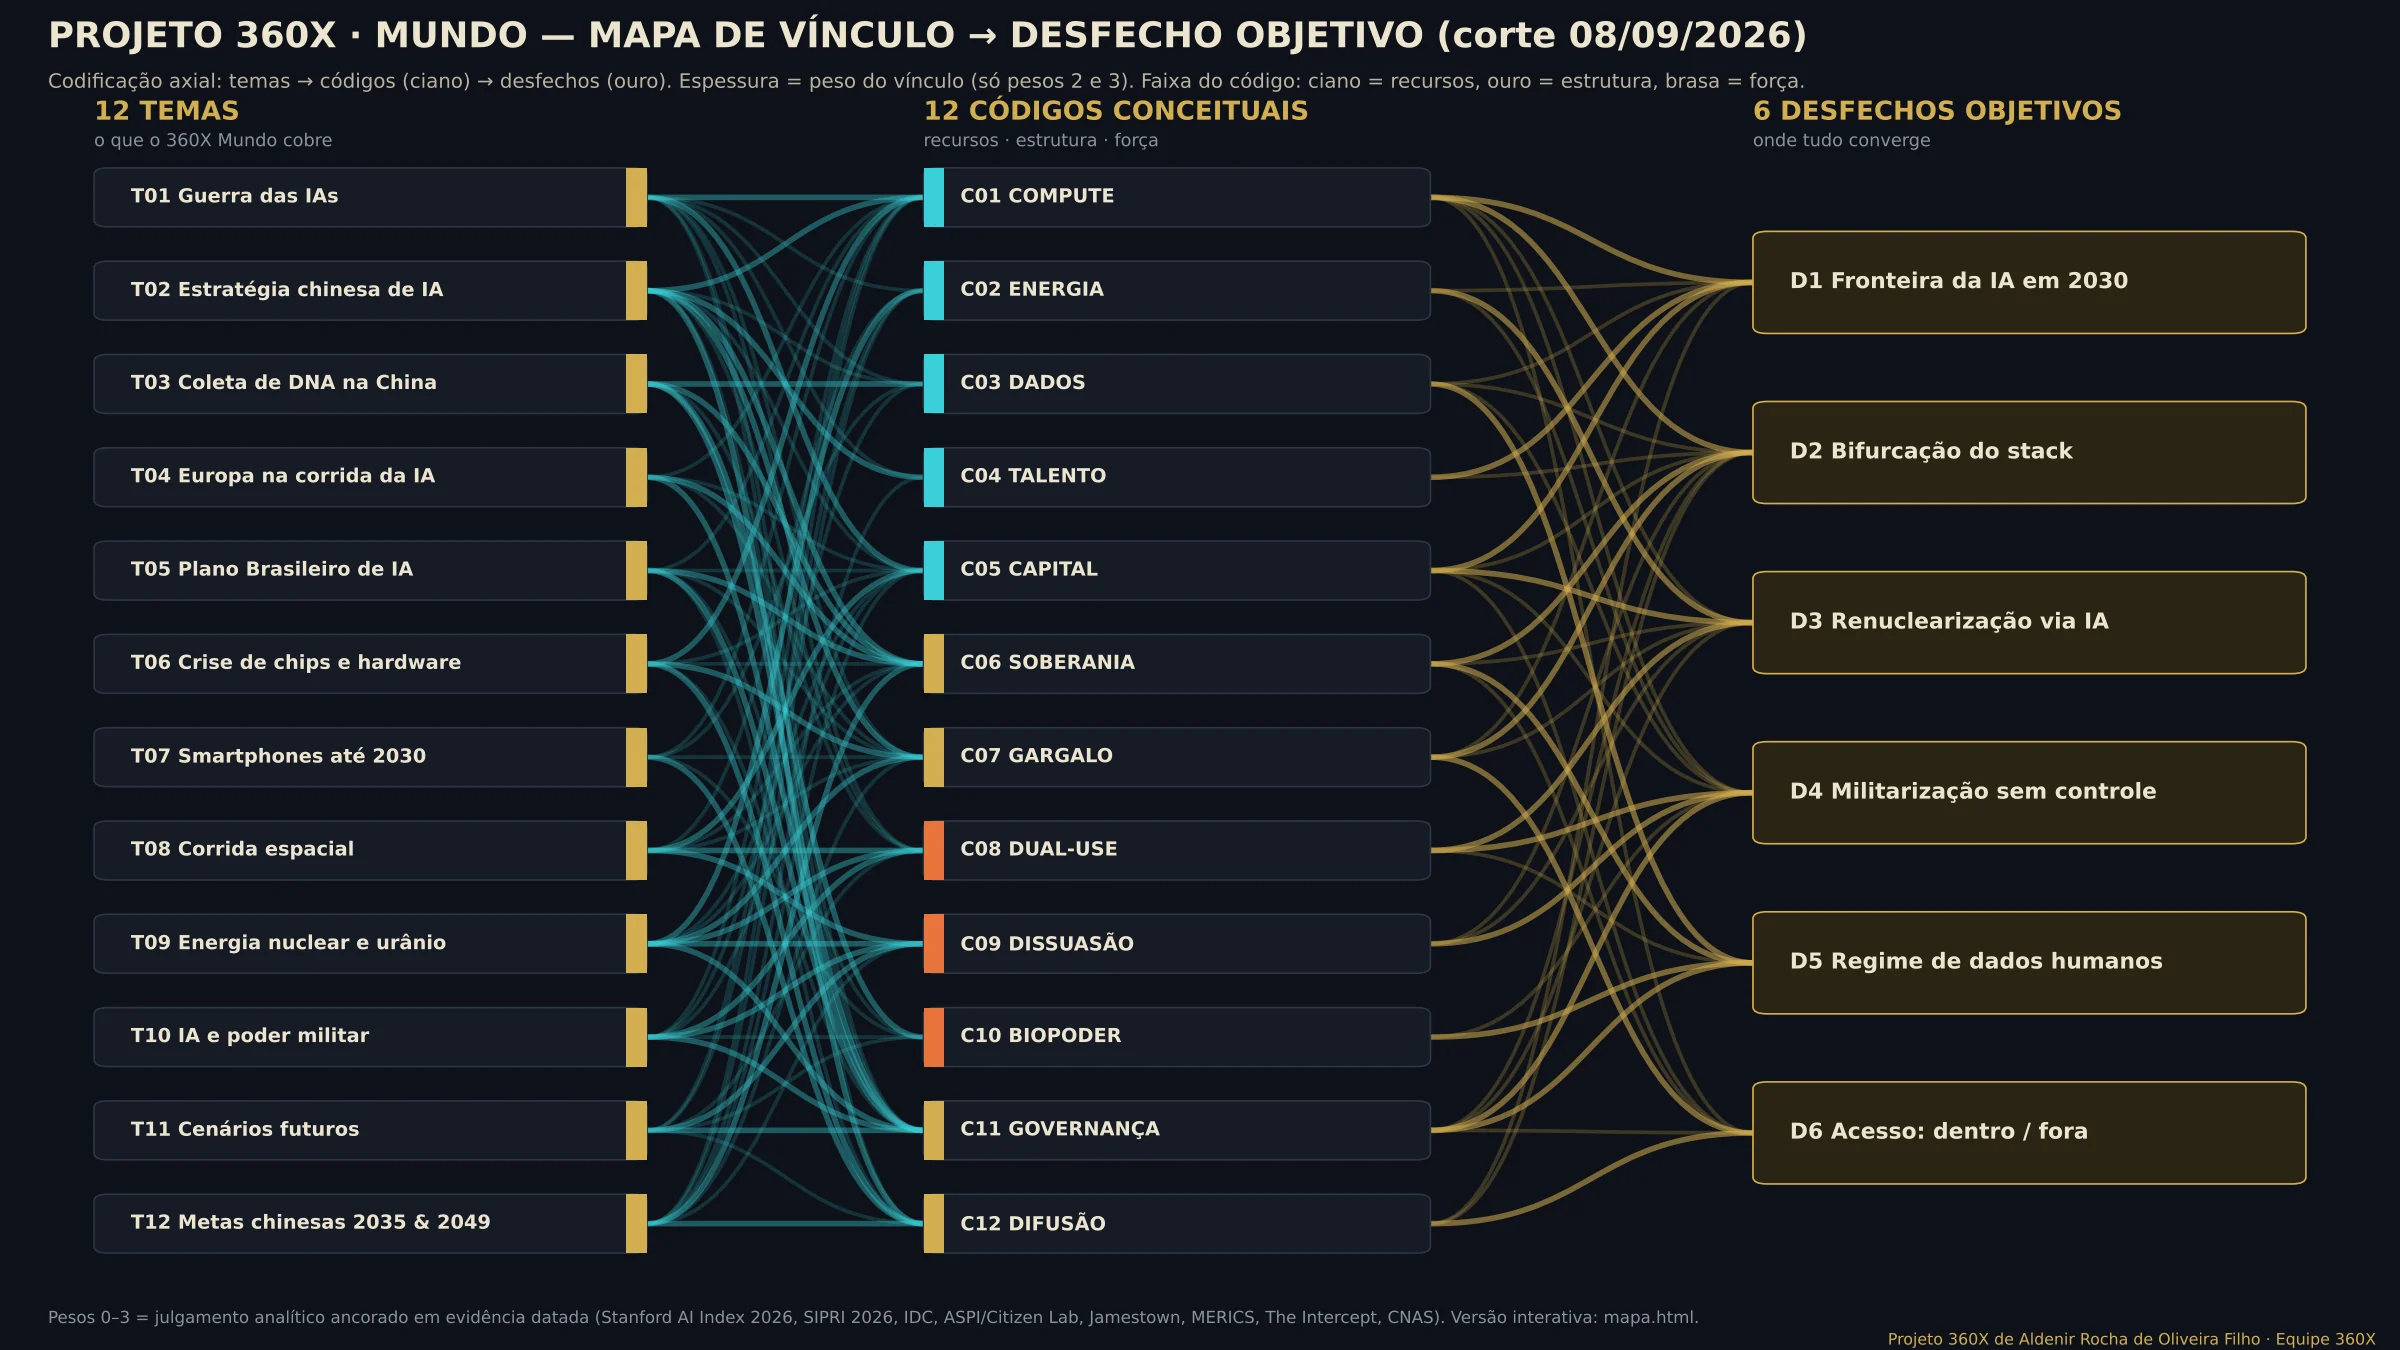 PROJETO 360X · MUNDO — MAPA DE VÍNCULO → DESFECHO OBJETIVO (corte 08/09/2026)
Codificação axial: temas → códigos (ciano) → desfechos (ouro). Espessura = peso do vínculo (só pesos 2 e 3). Faixa do código: ciano = recursos, ouro = estrutura, brasa = força.
12 TEMAS
o que o 360X Mundo cobre
T01 Guerra das IAs
T02 Estratégia chinesa de IA
T03 Coleta de DNA na China
T04 Europa na corrida da IA
T05 Plano Brasileiro de IA
T06 Crise de chips e hardware
T07 Smartphones até 2030
T08 Corrida espacial
T09 Energia nuclear e urânio
T10 IA e poder militar
T11 Cenários futuros
T12 Metas chinesas 2035 & 2049
12 CÓDIGOS CONCEITUAIS
recursos · estrutura · força
C01 COMPUTE
C02 ENERGIA
C03 DADOS
C04 TALENTO
C05 CAPITAL
C06 SOBERANIA
C07 GARGALO
C08 DUAL-USE
C09 DISSUASÃO
C10 BIOPODER
C11 GOVERNANÇA
C12 DIFUSÃO
6 DESFECHOS OBJETIVOS
onde tudo converge
D1 Fronteira da IA em 2030
D2 Bifurcação do stack
D3 Renuclearização via IA
D4 Militarização sem controle
D5 Regime de dados humanos
D6 Acesso: dentro / fora
Pesos 0–3 = julgamento analítico ancorado em evidência datada (Stanford AI Index 2026, SIPRI 2026, IDC, ASPI/Citizen Lab, Jamestown, MERICS, The Intercept, CNAS). Versão interativa: mapa.html.
Projeto 360X de Aldenir Rocha de Oliveira Filho · Equipe 360X